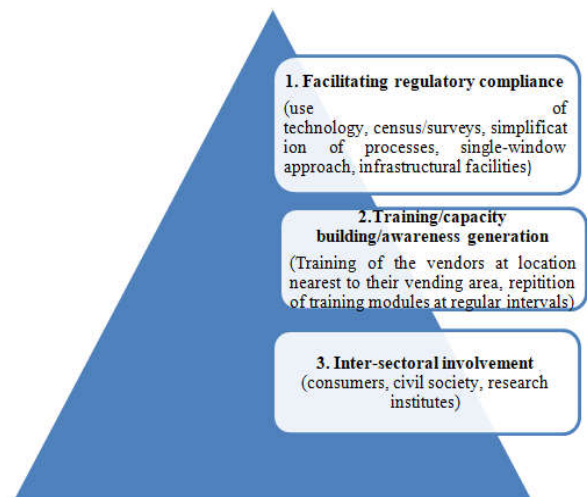 1. Facilitating regulatory compliance
(use of
technology, census/surveys, simplificat
ion of processes, single-window
approach, infrastructural facilities)
2.Training/capacity
building/awareness generation
(Training of the vendors at location
nearest to their vending area, repitition
of training modules at regular intervals)
3. Inter-sectoral involvement
(consumers, civil society, research
institutes)